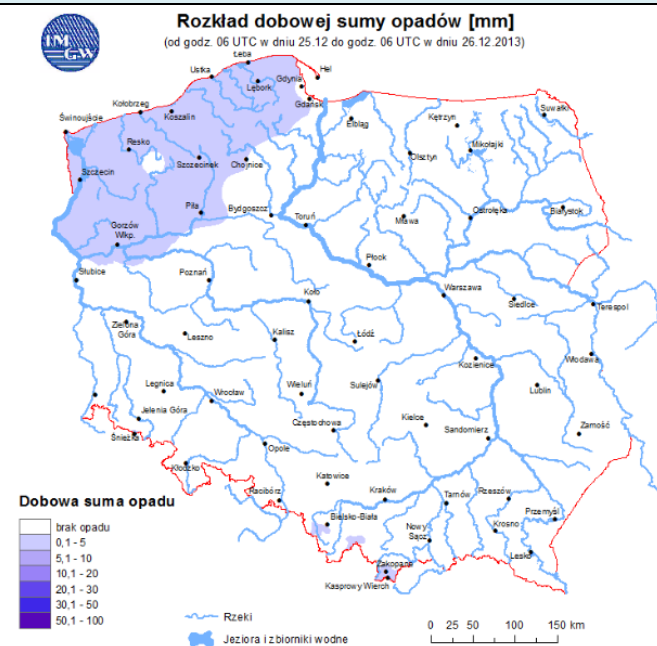 IM
GW
Rozkład dobowej sumy opadów [mm]
(od godz. 06 UTC w dniu 25.12 do godz. 06 UTC w dniu 26.12.2013)
Łeba
Ustka
Hel
Gdynia
Lębork
Gdańsk
Kołobrzeg
Koszalin
Świnoujście
Elbląg
Kętrzyn
Suwałki
Resko
Szczecinek
Chojnice
Olsztyn
Mikołajki
Szczecin
Piła
Bydgoszcz
Toruń
Mława
Ostrołęka
Białystok
Gorzów
Wlkp.
Płock
Słubice
Poznań
Koło
Warszawa
Siedlce
Terespol
Zielona
Góra
Leszno
Kalisz
Łódź
Kozienice
Włodawa
Legnica
Wrocław
Wieluń
Sulejów
Lublin
Jelenia Góra
Częstochowa
Kielce
Sandomierz
Zamość
Śnieżka
Opole
Kłodzko
Katowice
Racibórz
Kraków
Tarnów
Rzeszów
Przemyśl
Bielsko-Biała
Nowy
Sącz
Krosno
Lesko
Zakopane
Kasprowy Wierch
Dobowa suma opadu
brak opadu
0,1 - 5
5,1 - 10
10,1 - 20
20,1 - 30
30,1 - 50
50,1 - 100
Rzeki
Jeziora i zbiorniki wodne
0 25 50 100 150 km